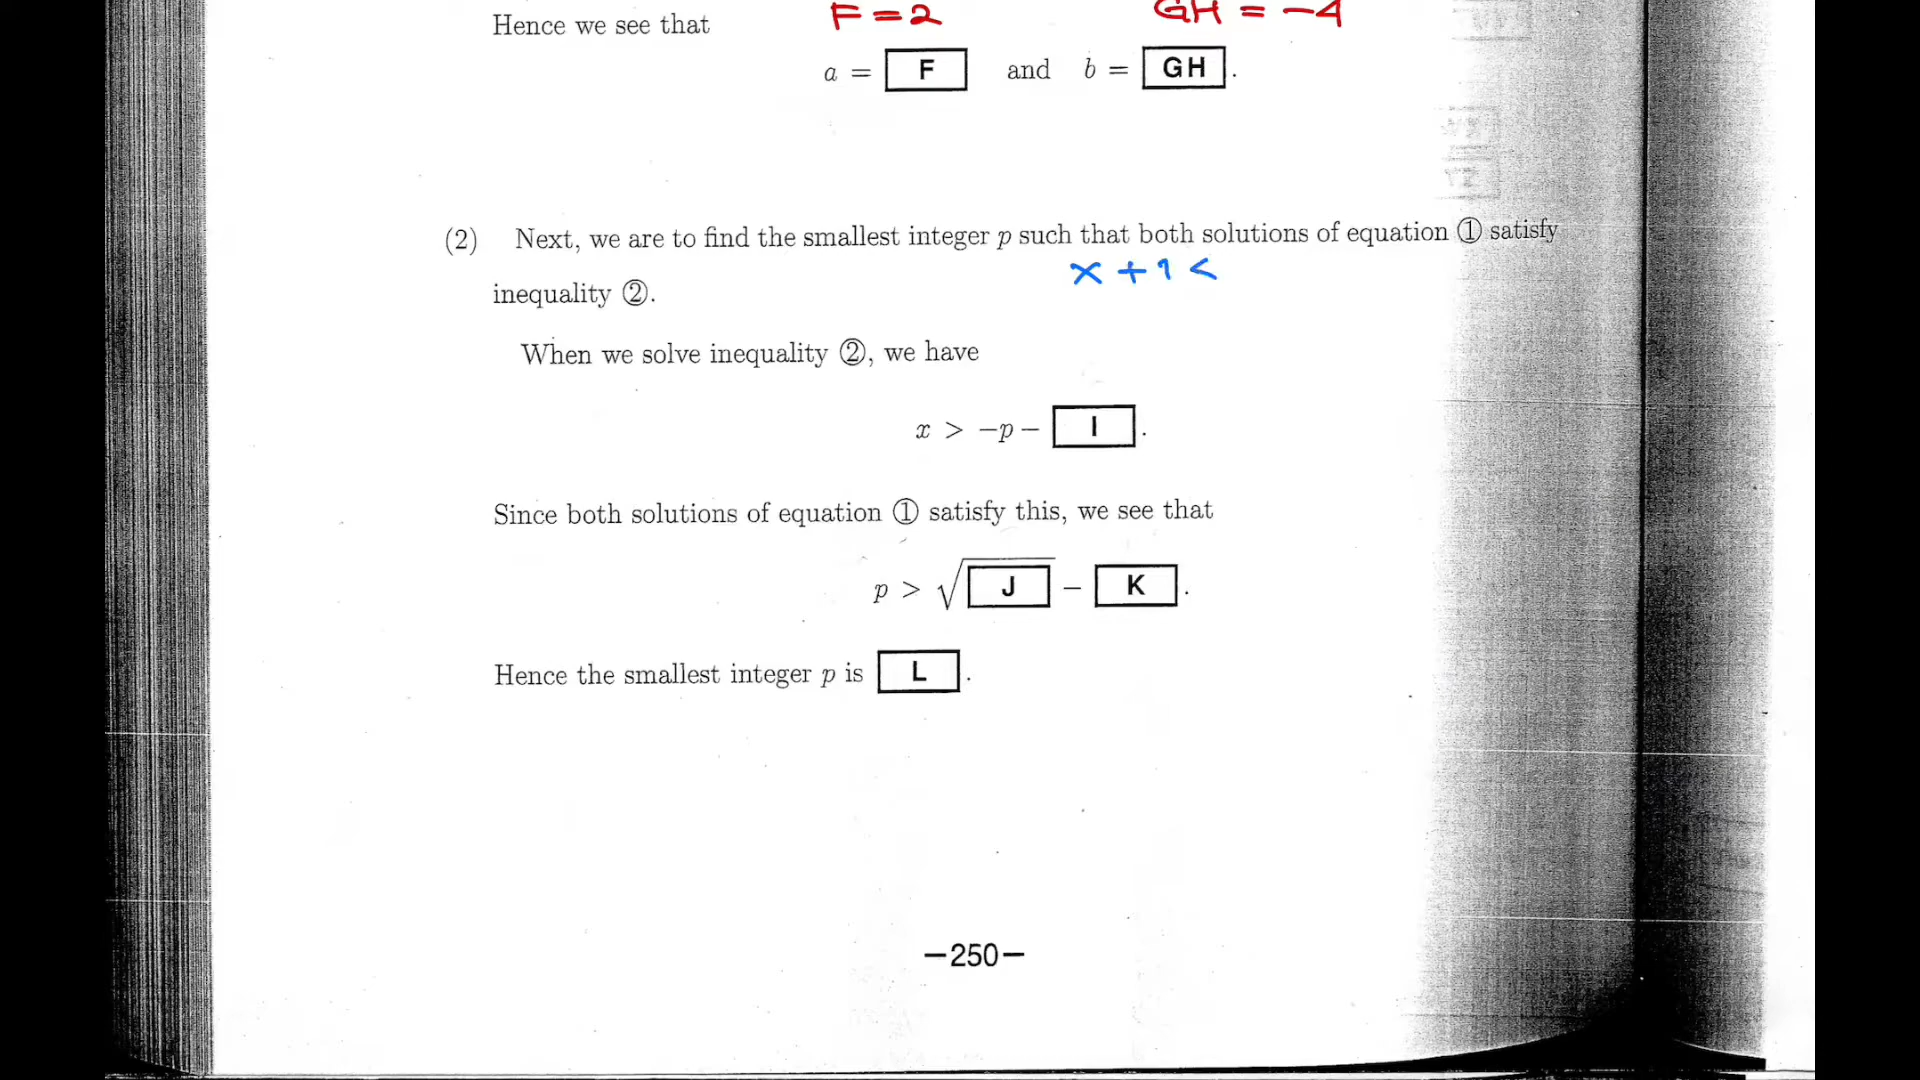 F = 2 GH = -4
Hence we see that
a = F and b = GH .
(2) Next, we are to find the smallest integer p such that both solutions of equation ① satisfy
x + 1 <
inequality ②.
When we solve inequality ②, we have
x > -p - I .
Since both solutions of equation ① satisfy this, we see that
p > √J - K .
Hence the smallest integer p is L .
-250-